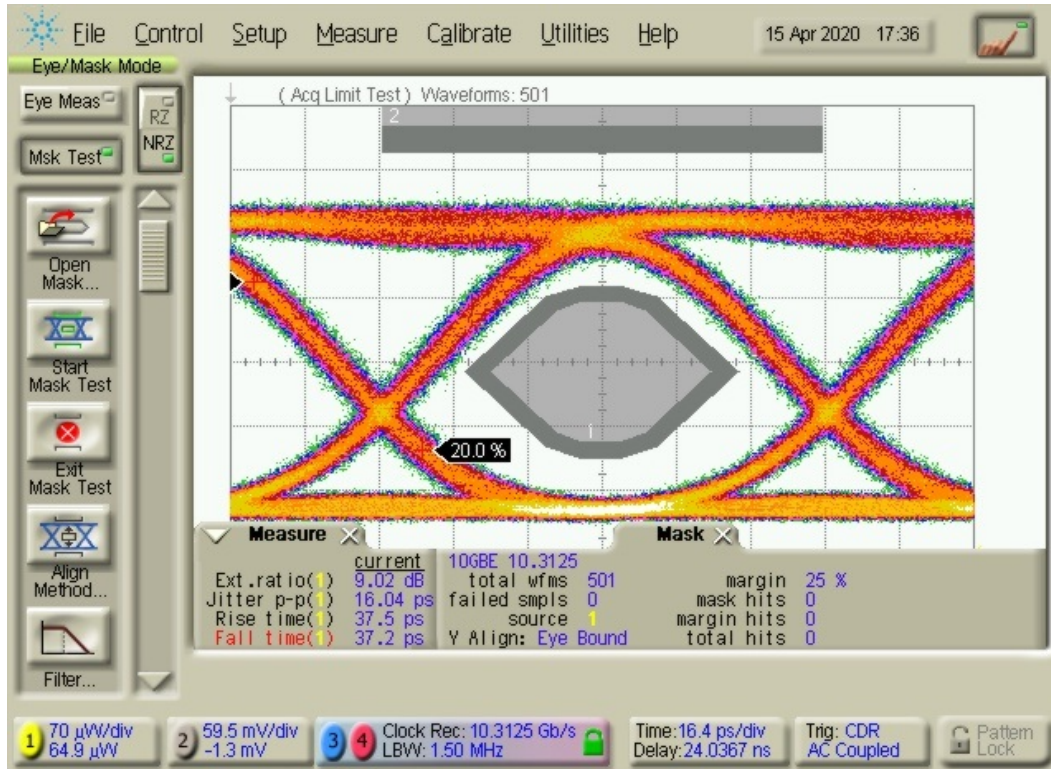 File Control Setup Measure Calibrate Utilities Help 15 Apr 2020 17:36
Eye/Mask Mode
Eye Meas
RZ
NRZ
Msk Test
( Acq Limit Test ) Waveforms: 501
2
Open
Mask...
Start
Mask Test
Exit
Mask Test
Align
Method...
Filter...
1
20.0 %
Measure
current
Ext.ratio(1) 9.02 dB
Jitter p-p(1) 16.04 ps
Rise time(1) 37.5 ps
Fall time(1) 37.2 ps
Mask
10GBE 10.3125
total wfms 501 margin 25 %
failed smpls 0 mask hits 0
source 1 margin hits 0
Y Align: Eye Bound total hits 0
1 70 µW/div
64.9 µW
2 59.5 mV/div
-1.3 mV
3 4 Clock Rec: 10.3125 Gb/s
LBW: 1.50 MHz
Time:16.4 ps/div
Delay:24.0367 ns
Trig: CDR
AC Coupled
Pattern
Lock